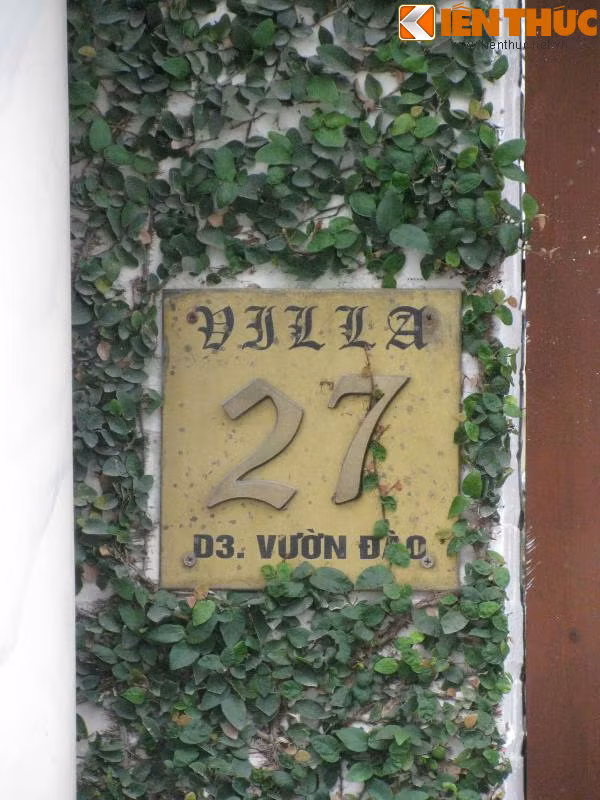 KIẾN THỨC
VILLA
27
D3. VƯỜN ĐÀO